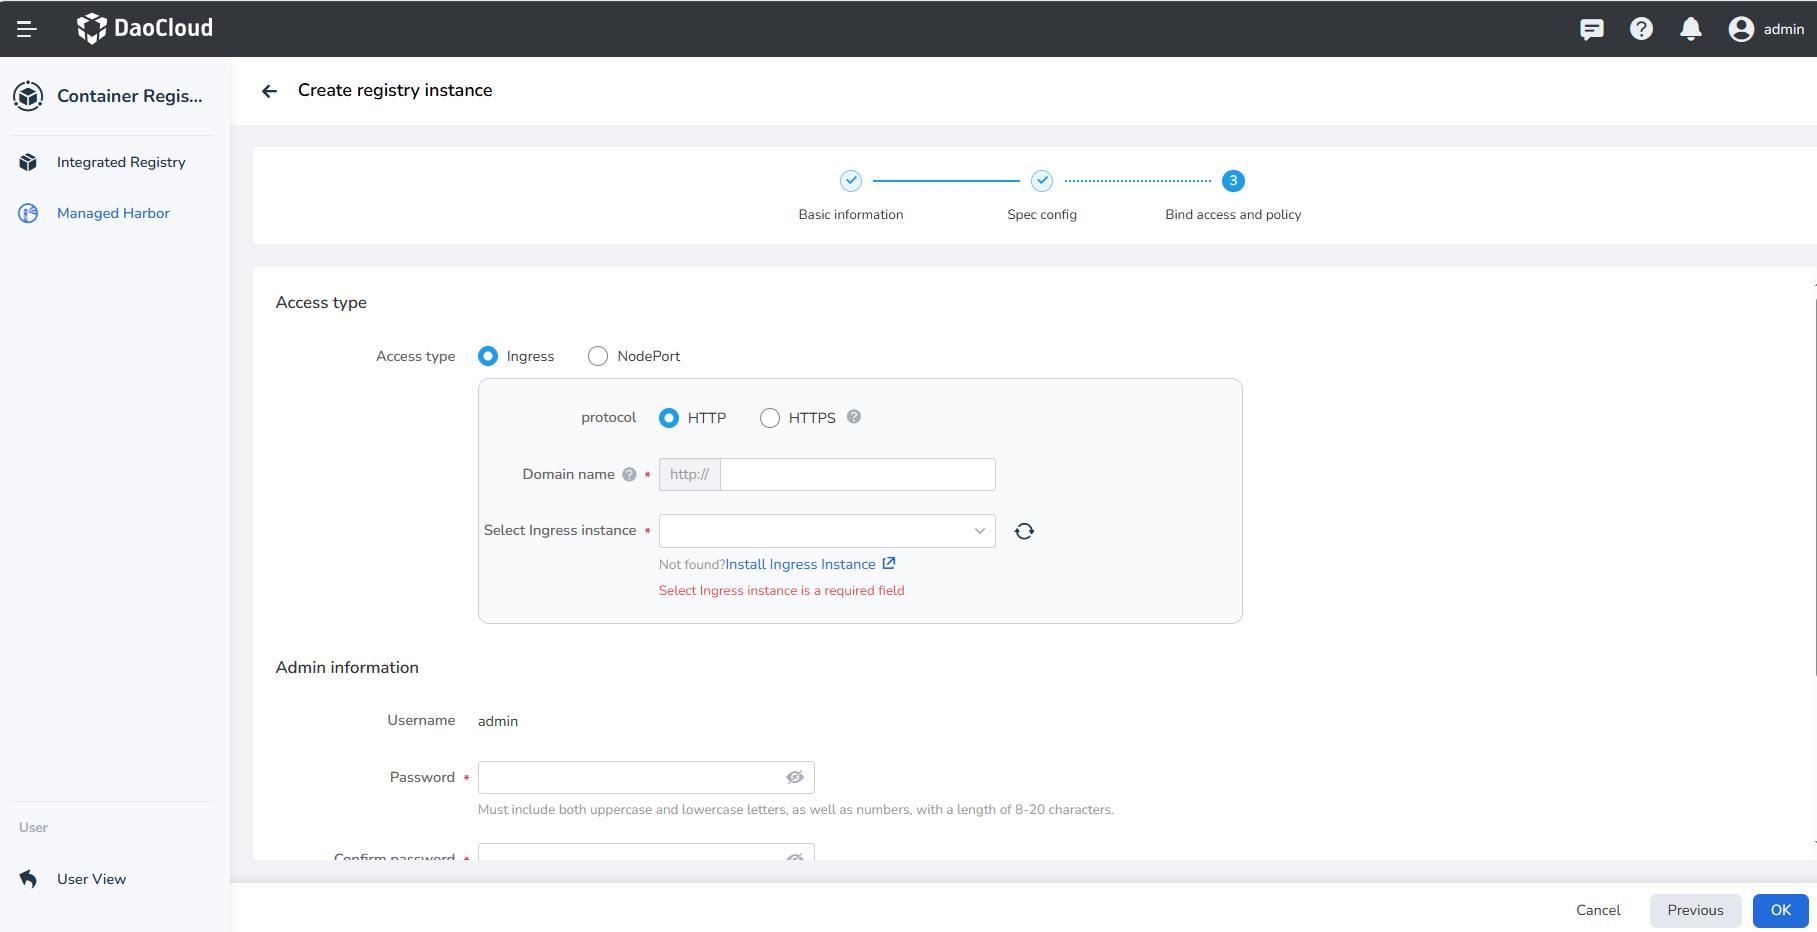 DaoCloud
admin
Container Regis...
Integrated Registry
Managed Harbor
User
User View
Create registry instance
3
Basic information
Spec config
Bind access and policy
Access type
Access type
Ingress
NodePort
protocol
HTTP
HTTPS ?
Domain name ? *
http://
Select Ingress instance *
Not found?Install Ingress Instance
Select Ingress instance is a required field
Admin information
Username
admin
Password *
Must include both uppercase and lowercase letters, as well as numbers, with a length of 8-20 characters.
Confirm password *
Cancel
Previous
OK